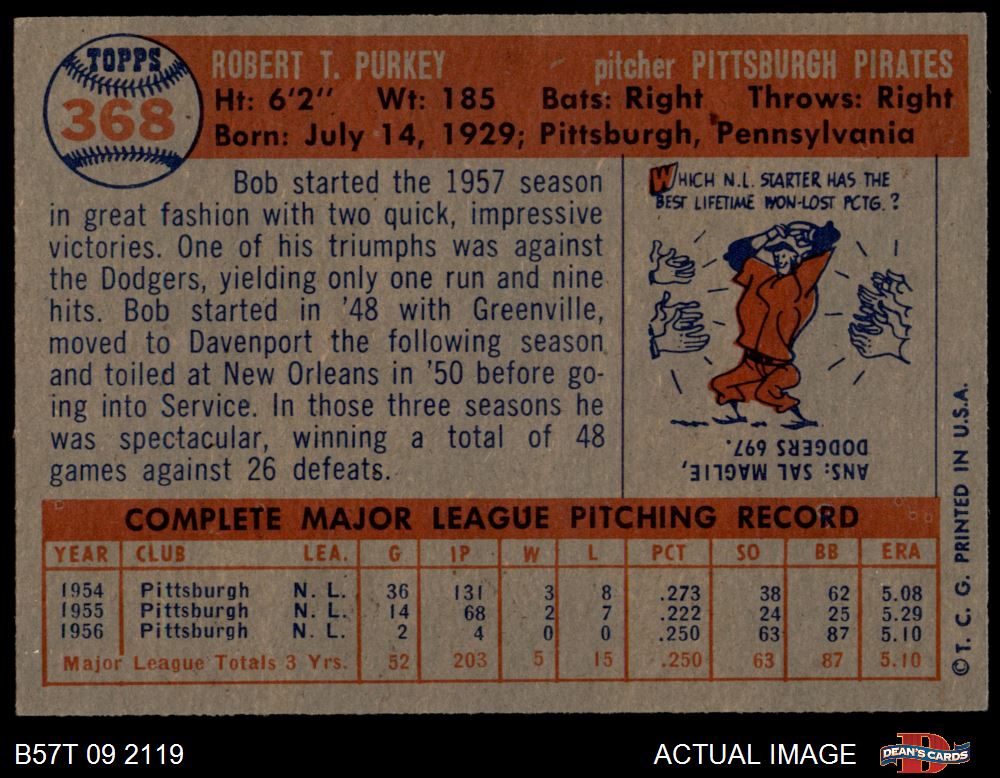 TOPPS
368
ROBERT T. PURKEY pitcher PITTSBURGH PIRATES
Ht: 6'2" Wt: 185 Bats: Right Throws: Right
Born: July 14, 1929; Pittsburgh, Pennsylvania
Bob started the 1957 season
in great fashion with two quick, impressive
victories. One of his triumphs was against
the Dodgers, yielding only one run and nine
hits. Bob started in '48 with Greenville,
moved to Davenport the following season
and toiled at New Orleans in '50 before go-
ing into Service. In those three seasons he
was spectacular, winning a total of 48
games against 26 defeats.
WHICH N.L. STARTER HAS THE
BEST LIFETIME WON-LOST PCTG.?
ANS: SAL MAGLIE,
DODGERS 697.
COMPLETE MAJOR LEAGUE PITCHING RECORD
YEAR CLUB LEA. G IP W L PCT SO BB ERA
1954 Pittsburgh N. L. 36 131 3 8 .273 38 62 5.08
1955 Pittsburgh N. L. 14 68 2 7 .222 24 25 5.29
1956 Pittsburgh N. L. 2 4 0 0 .250 63 87 5.10
Major League Totals 3 Yrs. 52 203 5 15 .250 63 87 5.10
©T. C. G. PRINTED IN U.S.A.
B57T 09 2119 ACTUAL IMAGE DEAN'S CARDS